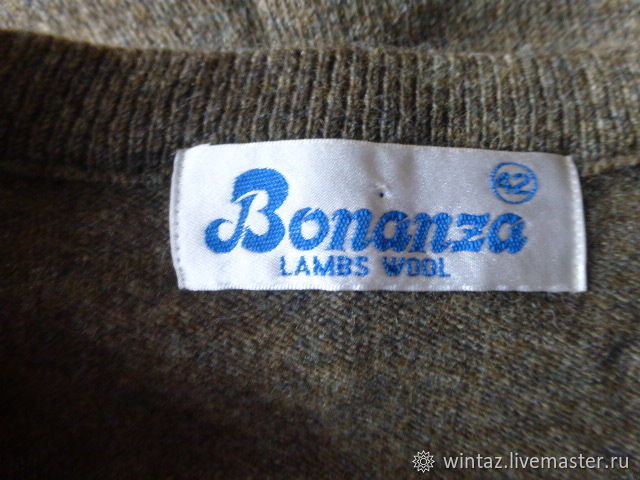 42
Bonanza
LAMBS WOOL
wintaz.livemaster.ru